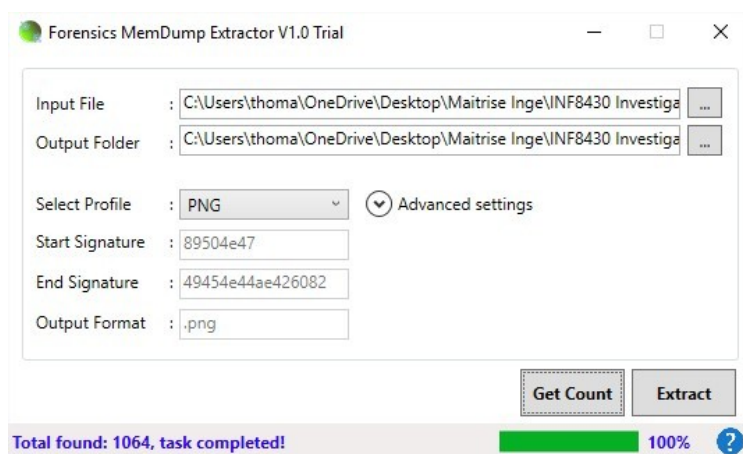 Forensics MemDump Extractor V1.0 Trial
Input File : C:\Users\thoma\OneDrive\Desktop\Maitrise Inge\INF8430 Investiga ...
Output Folder : C:\Users\thoma\OneDrive\Desktop\Maitrise Inge\INF8430 Investiga ...
Select Profile : PNG Advanced settings
Start Signature : 89504e47
End Signature : 49454e44ae426082
Output Format : .png
Get Count Extract
Total found: 1064, task completed! 100% ?